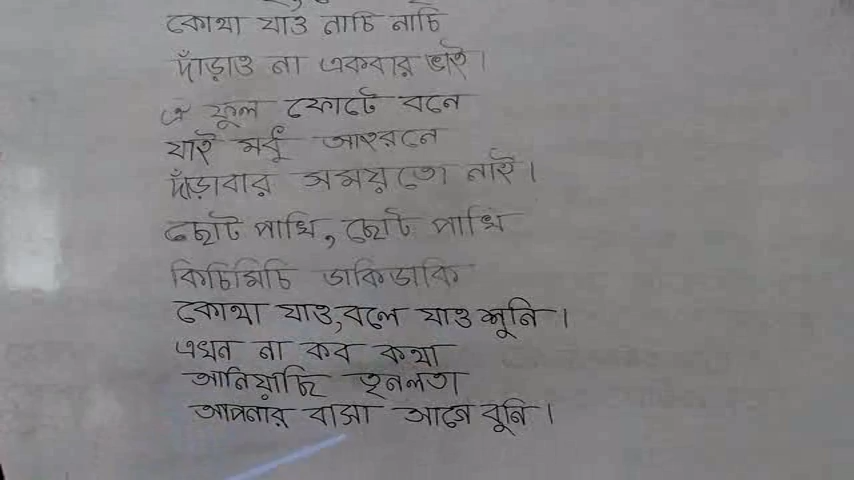 কোথা যাও নাচি নাচি
দাঁড়াও না একবার ভাই।
ঐ ফুল ফোটে বনে
যাই মধু আহরনে
দাঁড়াবার সময়তো নাই।
ছোট পাখি, ছোট পাখি
কিচিমিচি ডাকিডাকি
কোথা যাও,বলে যাও শুনি।
এখন না কব কথা
আনিয়াছি তৃনলতা
আপনার বাসা আগে বুনি।